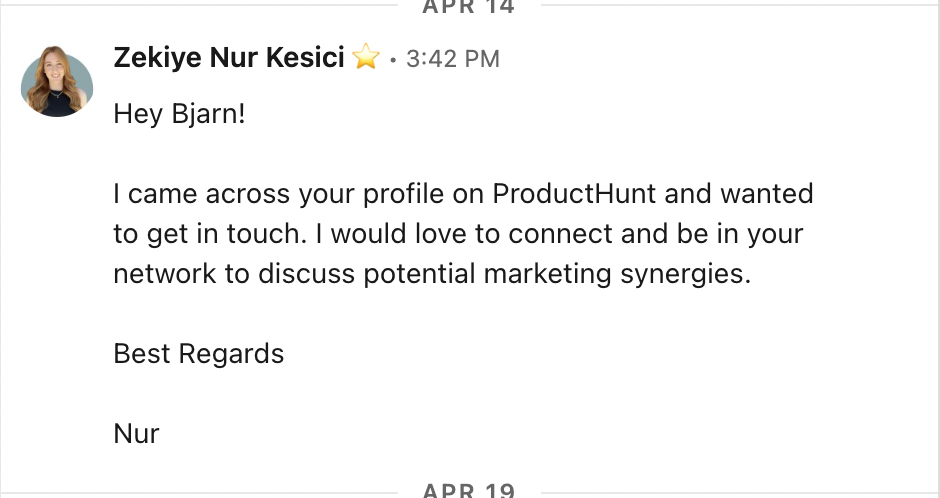 APR 14
Zekiye Nur Kesici ⭐ • 3:42 PM
Hey Bjarn!
I came across your profile on ProductHunt and wanted
to get in touch. I would love to connect and be in your
network to discuss potential marketing synergies.
Best Regards
Nur
APR 19